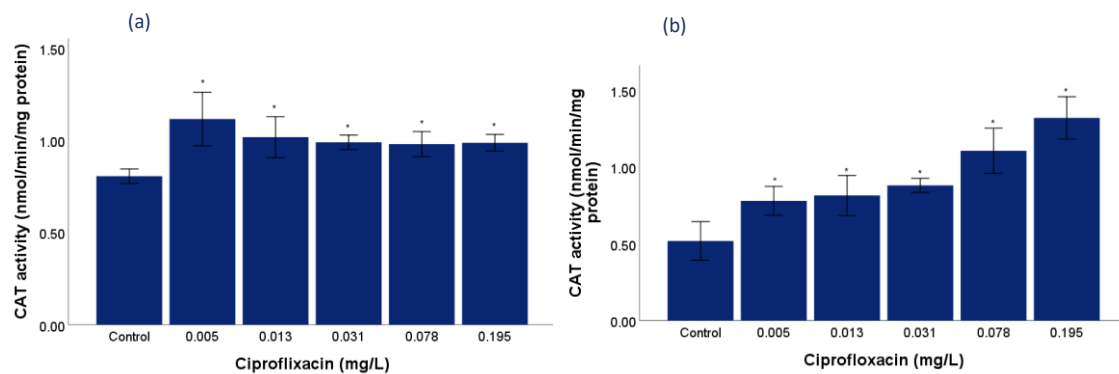 (a)
CAT activity (nmol/min/mg protein)
1.50
1.00
0.50
0.00
* * * * *
Control 0.005 0.013 0.031 0.078 0.195
Ciproflixacin (mg/L)
(b)
CAT activity (nmol/min/mg
protein)
1.50
1.00
0.50
0.00
* * * * *
Control 0.005 0.013 0.031 0.078 0.195
Ciprofloxacin (mg/L)